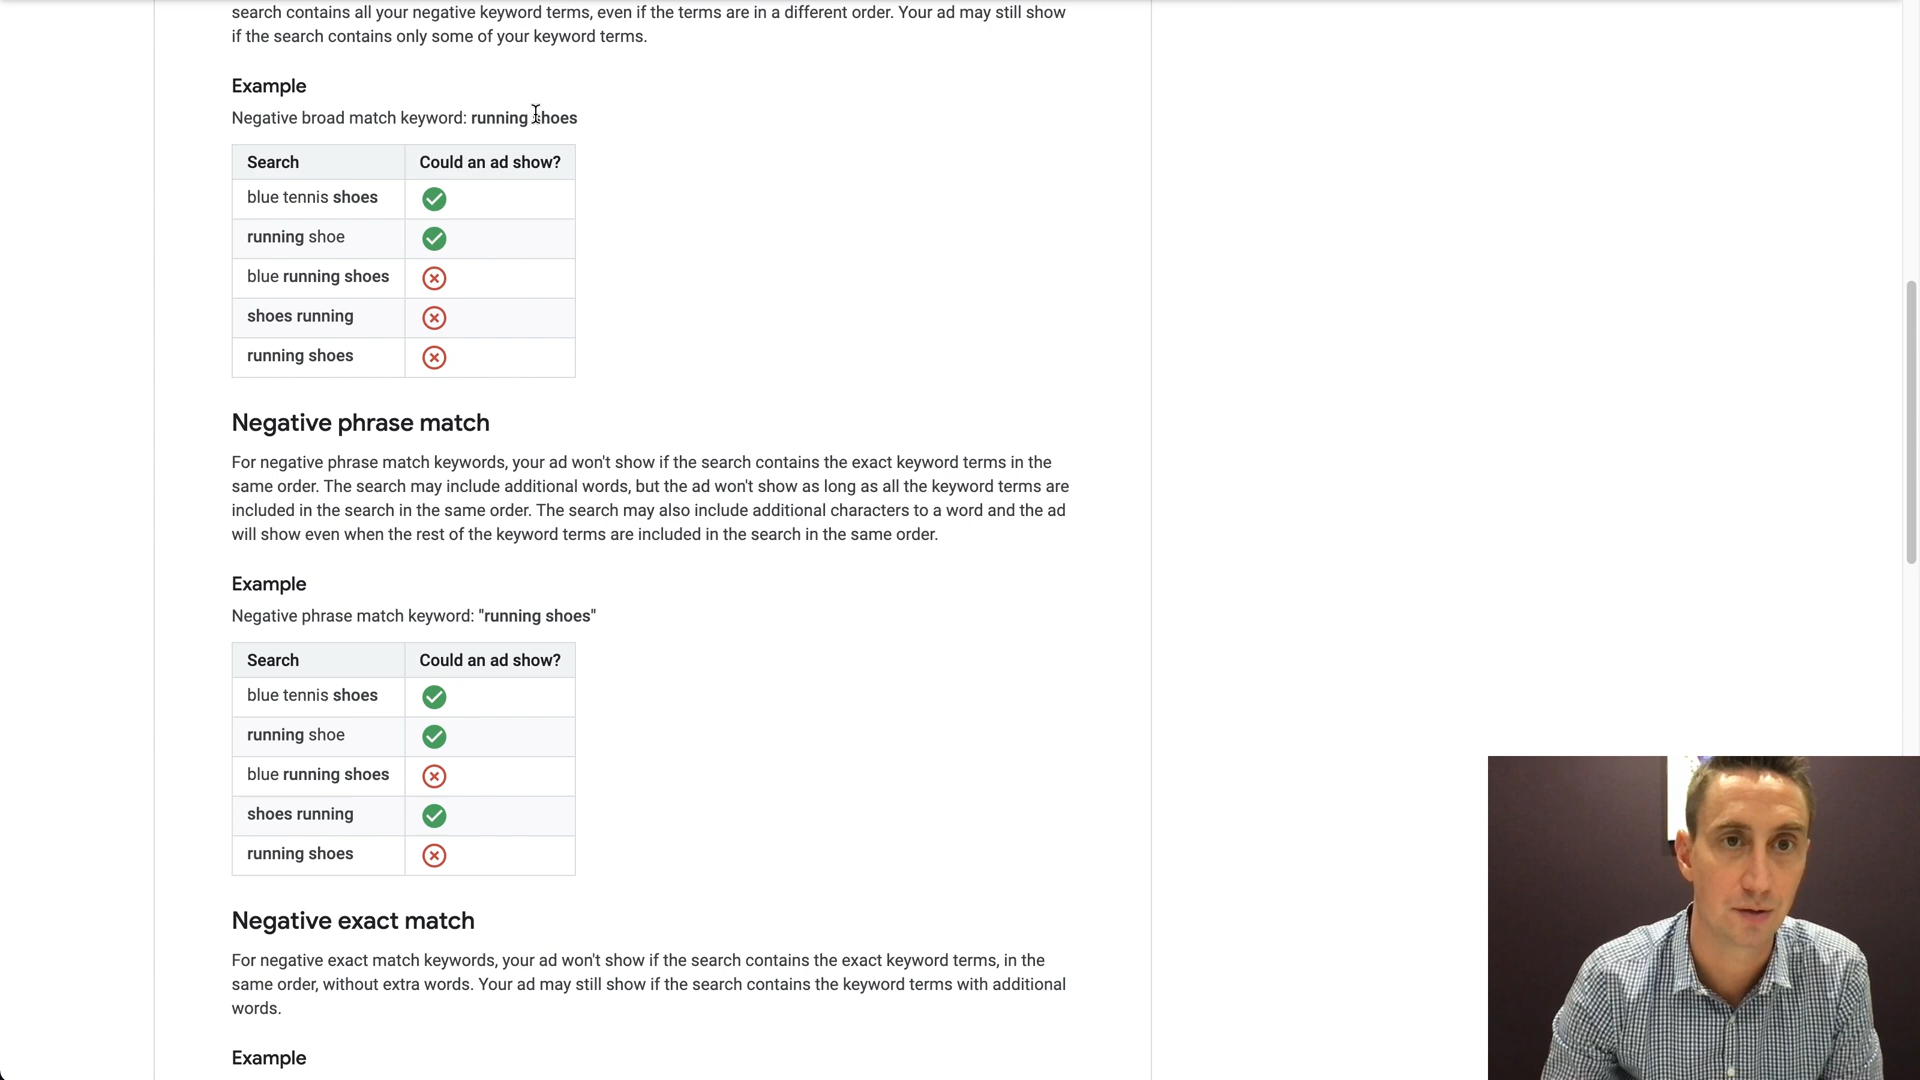 search contains all your negative keyword terms, even if the terms are in a different order. Your ad may still show
if the search contains only some of your keyword terms.
Example
Negative broad match keyword: running shoes
Search Could an ad show?
blue tennis shoes
running shoe
blue running shoes
shoes running
running shoes
Negative phrase match
For negative phrase match keywords, your ad won't show if the search contains the exact keyword terms in the
same order. The search may include additional words, but the ad won't show as long as all the keyword terms are
included in the search in the same order. The search may also include additional characters to a word and the ad
will show even when the rest of the keyword terms are included in the search in the same order.
Example
Negative phrase match keyword: "running shoes"
Search Could an ad show?
blue tennis shoes
running shoe
blue running shoes
shoes running
running shoes
Negative exact match
For negative exact match keywords, your ad won't show if the search contains the exact keyword terms, in the
same order, without extra words. Your ad may still show if the search contains the keyword terms with additional
words.
Example